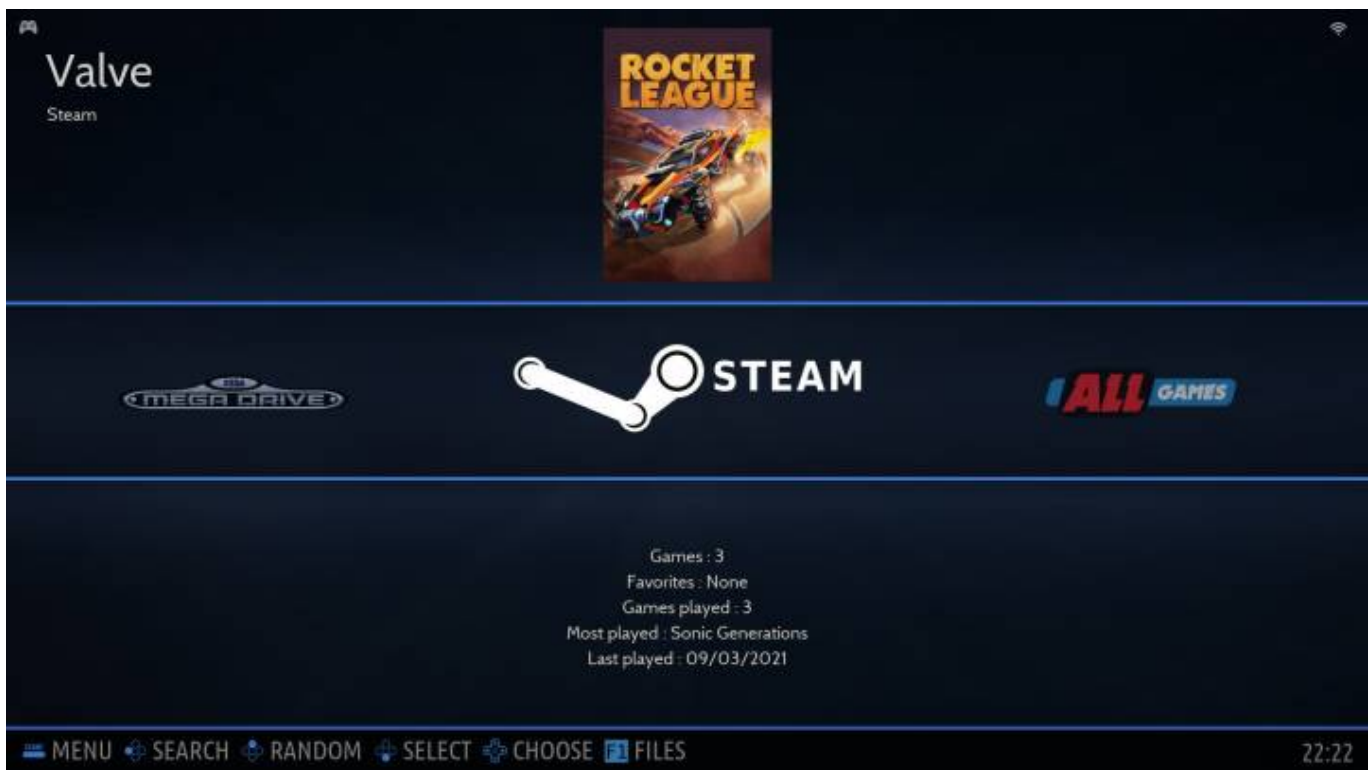 Valve
Steam
ROCKET
LEAGUE
MEGA DRIVE
STEAM
ALL GAMES
Games : 3
Favorites : None
Games played : 3
Most played : Sonic Generations
Last played : 09/03/2021
MENU SEARCH RANDOM SELECT CHOOSE F1 FILES
22:22